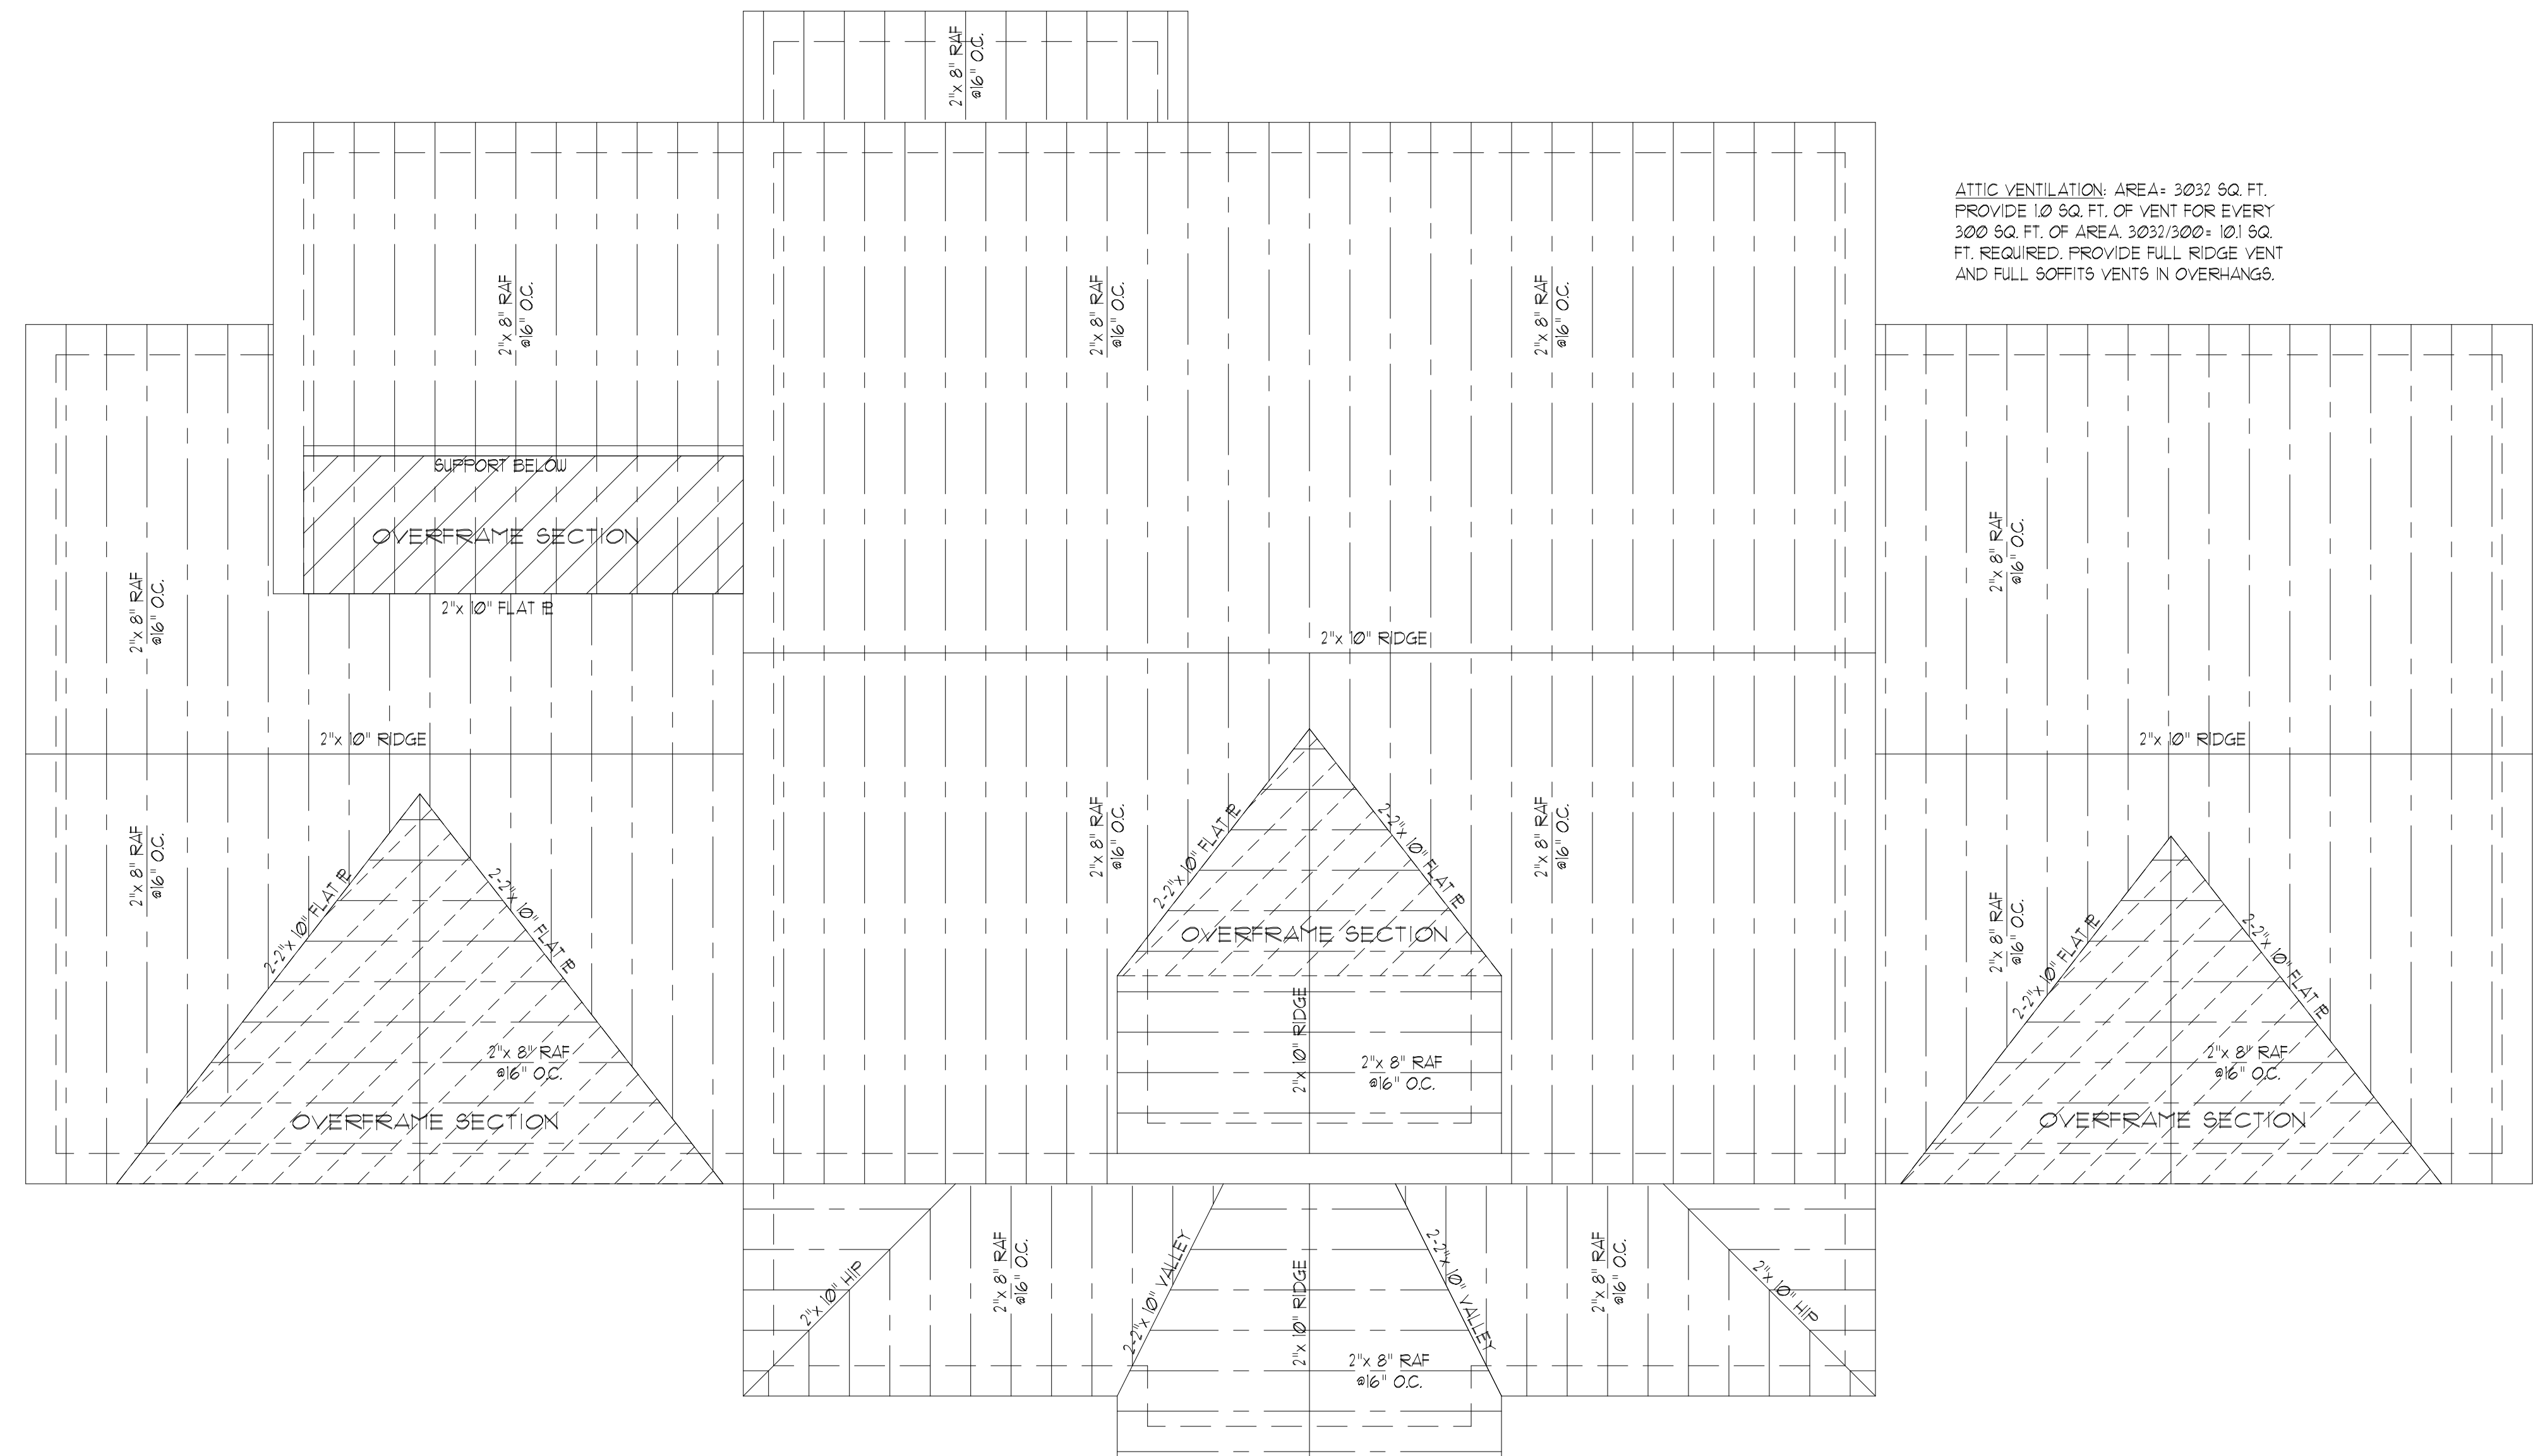 2"x 8" RAF
@16" O.C.
ATTIC VENTILATION: AREA= 3032 SQ. FT.
PROVIDE 1.0 SQ. FT. OF VENT FOR EVERY
300 SQ. FT. OF AREA. 3032/300= 10.1 SQ.
FT. REQUIRED. PROVIDE FULL RIDGE VENT
AND FULL SOFFITS VENTS IN OVERHANGS.
2"x 8" RAF
@16" O.C.
2"x 8" RAF
@16" O.C.
2"x 8" RAF
@16" O.C.
SUPPORT BELOW
OVERFRAME SECTION
2"x 10" FLAT PL
2"x 8" RAF
@16" O.C.
2"x 8" RAF
@16" O.C.
2"x 10" RIDGE
2"x 10" RIDGE
2"x 10" RIDGE
2"x 8" RAF
@16" O.C.
2-2"x 10" FLAT PL
2-2"x 10" FLAT PL
2"x 8" RAF
@16" O.C.
OVERFRAME SECTION
2"x 8" RAF
@16" O.C.
2-2"x 10" FLAT PL
2-2"x 10" FLAT PL
2"x 8" RAF
@16" O.C.
OVERFRAME SECTION
2"x 10" RIDGE
2"x 8" RAF
@16" O.C.
2"x 8" RAF
@16" O.C.
2-2"x 10" FLAT PL
2-2"x 10" FLAT PL
2"x 8" RAF
@16" O.C.
OVERFRAME SECTION
2"x 10" HIP
2"x 8" RAF
@16" O.C.
2-2"x 10" VALLEY
2"x 10" RIDGE
2-2"x 10" VALLEY
2"x 8" RAF
@16" O.C.
2"x 8" RAF
@16" O.C.
2"x 10" HIP